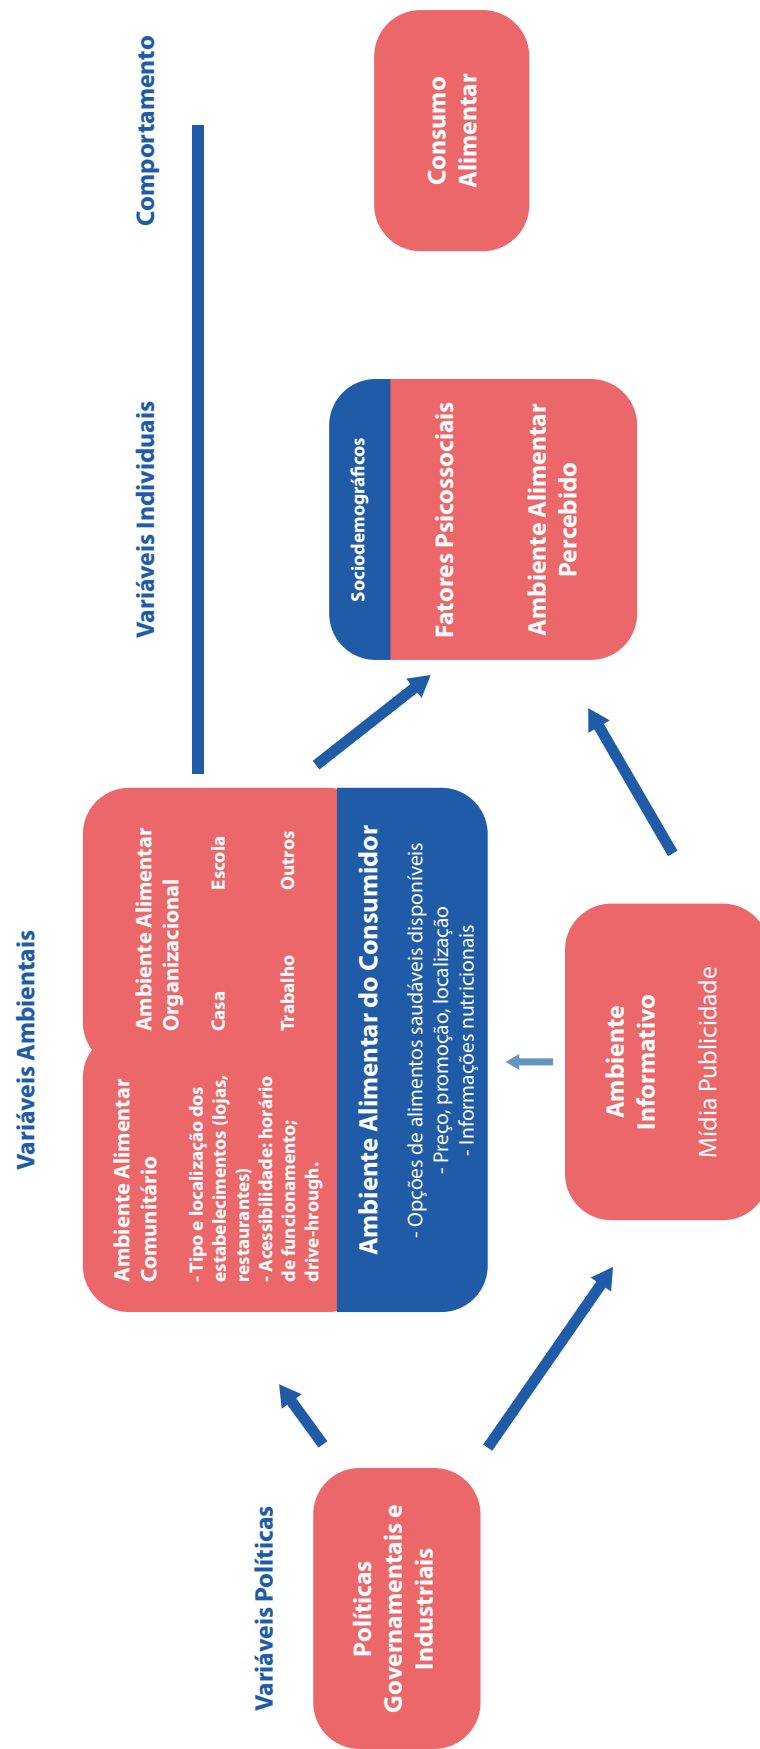 Variáveis Políticas
Políticas
Governamentais e
Industriais
Variáveis Ambientais
Ambiente Alimentar
Comunitário
- Tipo e localização dos
estabelecimentos (lojas,
restaurantes)
- Acessibilidade: horário
de funcionamento;
drive-hrough.
Ambiente Alimentar
Organizacional
Casa
Escola
Trabalho
Outros
Ambiente Alimentar do Consumidor
- Opções de alimentos saudáveis disponíveis
- Preço, promoção, localização
- Informações nutricionais
Ambiente
Informativo
Mídia Publicidade
Variáveis Individuais
Sociodemográficos
Fatores Psicossociais
Ambiente Alimentar
Percebido
Comportamento
Consumo
Alimentar